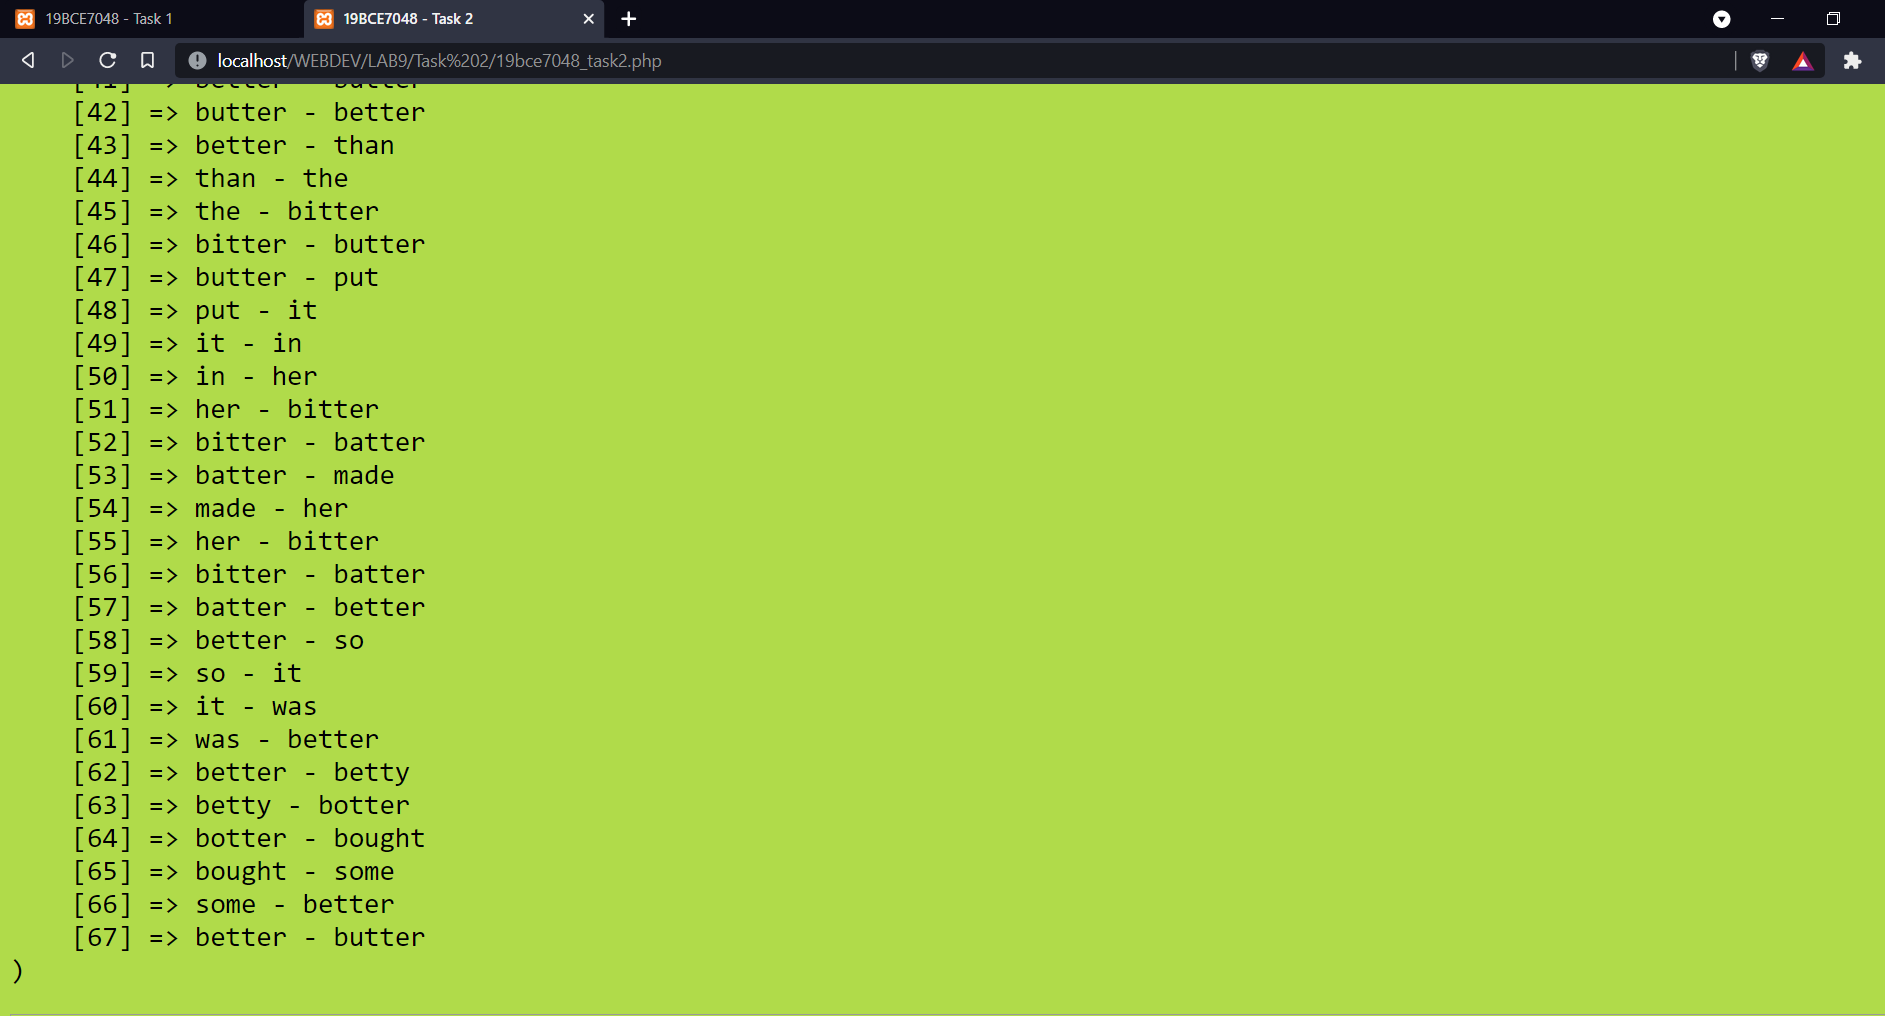 19BCE7048 - Task 1
19BCE7048 - Task 2
localhost/WEBDEV/LAB9/Task%202/19bce7048_task2.php
[41] => better - butter
[42] => butter - better
[43] => better - than
[44] => than - the
[45] => the - bitter
[46] => bitter - butter
[47] => butter - put
[48] => put - it
[49] => it - in
[50] => in - her
[51] => her - bitter
[52] => bitter - batter
[53] => batter - made
[54] => made - her
[55] => her - bitter
[56] => bitter - batter
[57] => batter - better
[58] => better - so
[59] => so - it
[60] => it - was
[61] => was - better
[62] => better - betty
[63] => betty - botter
[64] => botter - bought
[65] => bought - some
[66] => some - better
[67] => better - butter
)